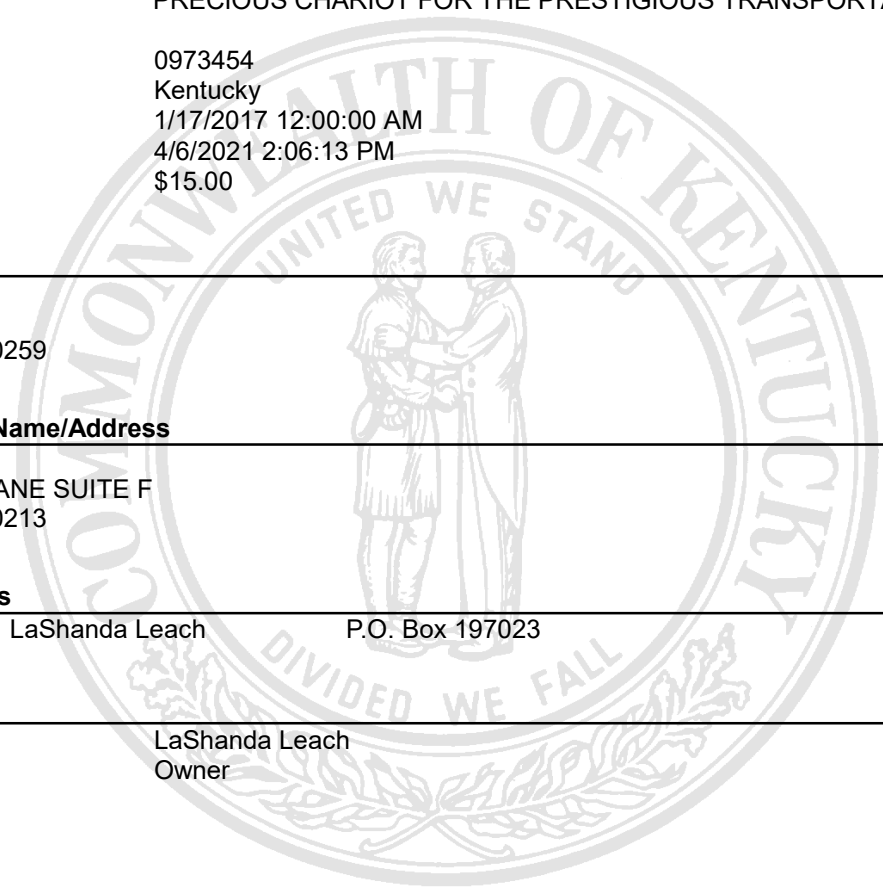 PRECIOUS CHARIOT FOR THE PRESTIGIOUS
0973454
Kentucky
1/17/2017 12:00:00 AM
4/6/2021 2:06:13 PM
$15.00
COMMONWEALTH OF KENTUCKY
UNITED WE STAND
0259
Name/Address
ANE SUITE F
0213
s
LaShanda Leach P.O. Box 197023
DIVIDED WE FALL
LaShanda Leach
Owner